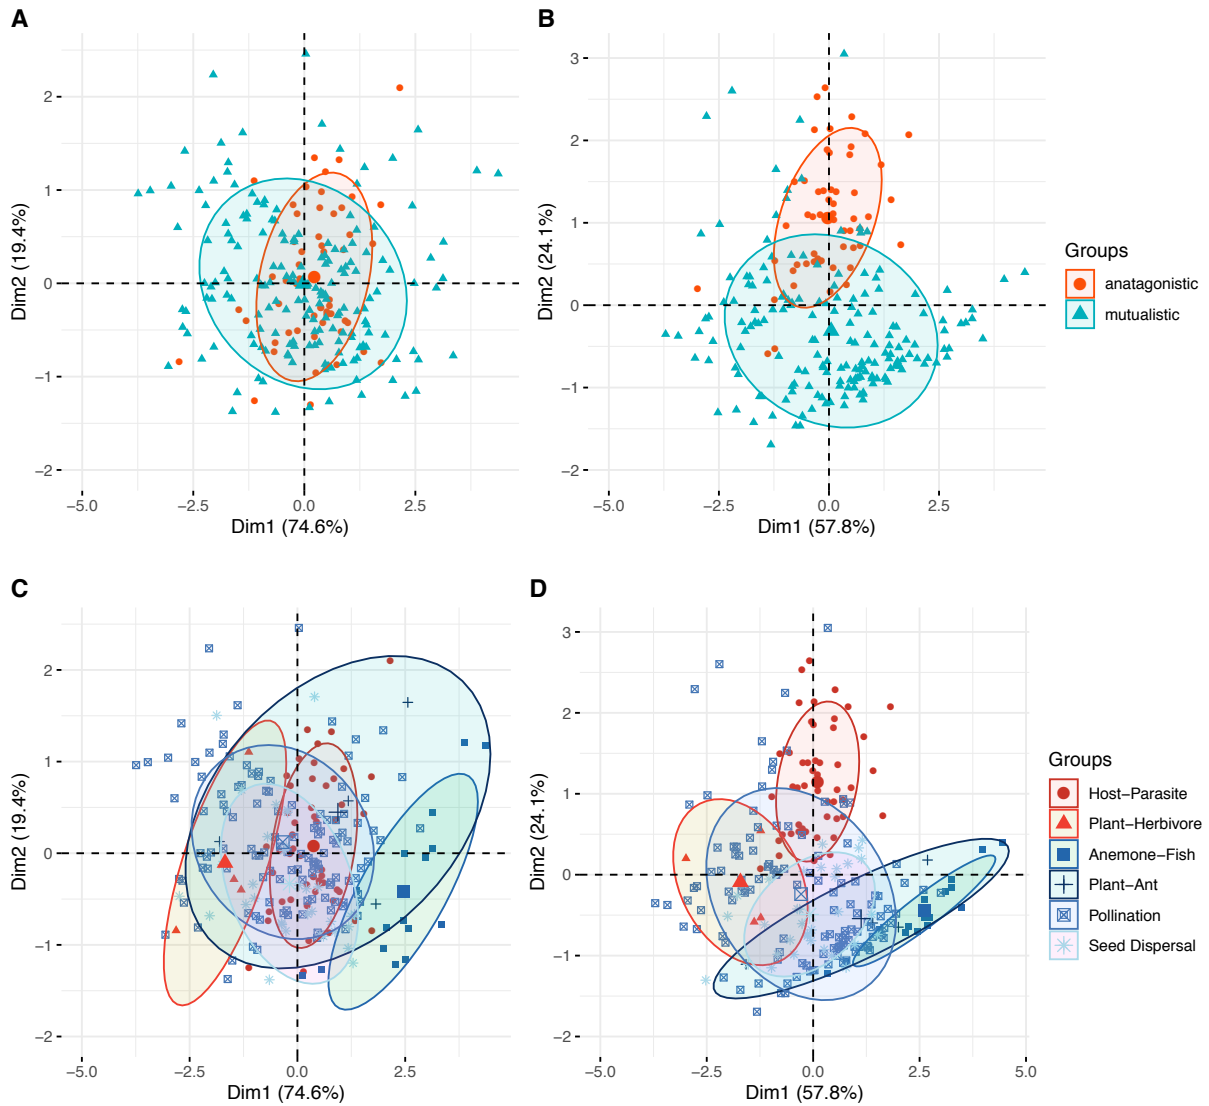 A
B
2
1
0
−1
−2
Dim2 (19.4%)
−5.0
−2.5
0.0
2.5
Dim1 (74.6%)
3
2
1
0
−1
−2
Dim2 (24.1%)
−5.0
−2.5
0.0
2.5
Dim1 (57.8%)
Groups
anatagonistic
mutualistic
C
D
2
1
0
−1
−2
Dim2 (19.4%)
−5.0
−2.5
0.0
2.5
Dim1 (74.6%)
3
2
1
0
−1
−2
Dim2 (24.1%)
−5.0
−2.5
0.0
2.5
5.0
Dim1 (57.8%)
Groups
Host−Parasite
Plant−Herbivore
Anemone−Fish
Plant−Ant
Pollination
Seed Dispersal